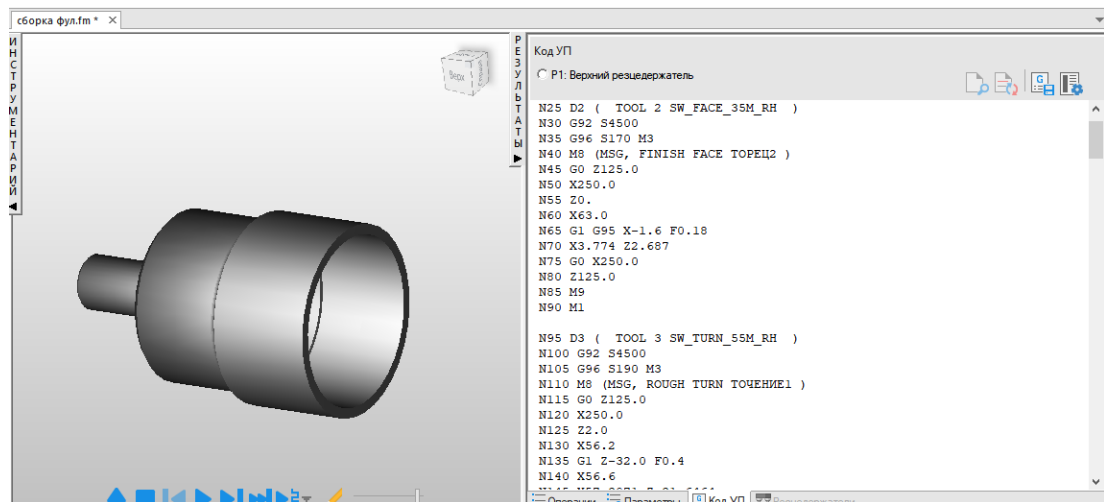 сборка фул.fm *
ИНСТРУМЕНТАРИЙ
Верх
РЕЗУЛЬТАТЫ
Код УП
P1: Верхний резцедержатель
N25 D2 (  TOOL 2 SW_FACE_35M_RH  )
N30 G92 S4500
N35 G96 S170 M3
N40 M8 (MSG, FINISH FACE ТОРЕЦ2 )
N45 G0 Z125.0
N50 X250.0
N55 Z0.
N60 X63.0
N65 G1 G95 X-1.6 F0.18
N70 X3.774 Z2.687
N75 G0 X250.0
N80 Z125.0
N85 M9
N90 M1
N95 D3 (  TOOL 3 SW_TURN_55M_RH  )
N100 G92 S4500
N105 G96 S190 M3
N110 M8 (MSG, ROUGH TURN ТОЧЕНИЕ1 )
N115 G0 Z125.0
N120 X250.0
N125 Z2.0
N130 X56.2
N135 G1 Z-32.0 F0.4
N140 X56.6
Операции Параметры Код УП Резцедержатели